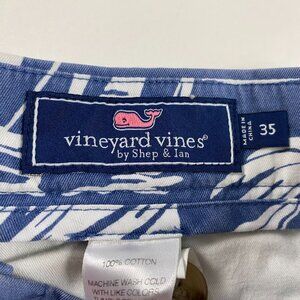 vineyard vines®
by Shep & Ian
MADE IN
CHINA
35
100% COTTON
MACHINE WASH COLD
WITH LIKE COLORS